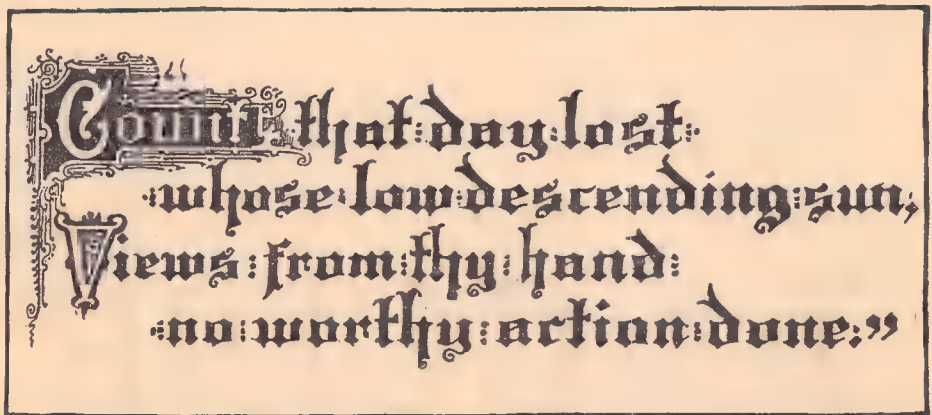 “Count that day lost
whose low descending sun,
Views from thy hand
no worthy action done.”